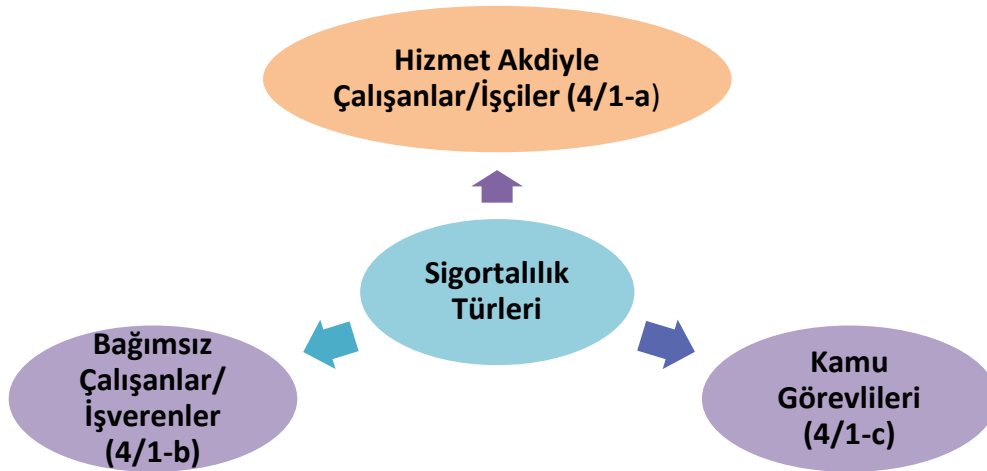 Hizmet Akdiyle
Çalışanlar/İşçiler (4/1-a)
Sigortalılık
Türleri
Bağımsız
Çalışanlar/
İşverenler
(4/1-b)
Kamu
Görevlileri
(4/1-c)